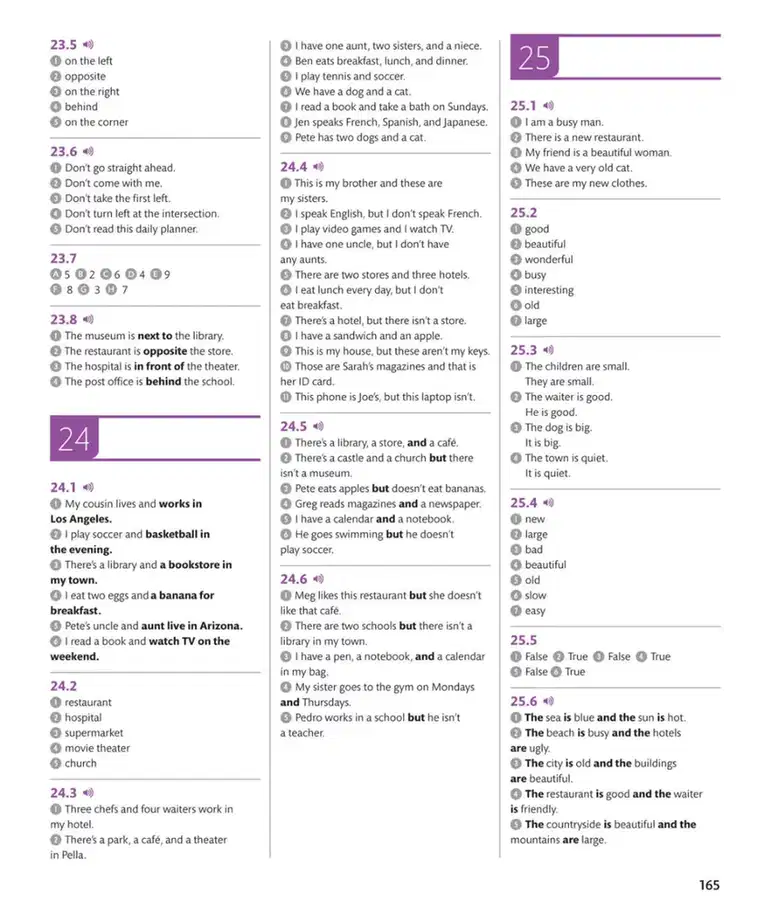 23.5
1 on the left
2 opposite
3 on the right
4 behind
5 on the corner
23.6
1 Don't go straight ahead.
2 Don't come with me.
3 Don't take the first left.
4 Don't turn left at the intersection.
5 Don't read this daily planner.
23.7
A 5 B 2 C 6 D 4 E 9
F 8 G 3 H 7
23.8
1 The museum is next to the library.
2 The restaurant is opposite the store.
3 The hospital is in front of the theater.
4 The post office is behind the school.
24
24.1
1 My cousin lives and works in
Los Angeles.
2 I play soccer and basketball in
the evening.
3 There's a library and a bookstore in
my town.
4 I eat two eggs and a banana for
breakfast.
5 Pete's uncle and aunt live in Arizona.
6 I read a book and watch TV on the
weekend.
24.2
1 restaurant
2 hospital
3 supermarket
4 movie theater
5 church
24.3
1 Three chefs and four waiters work in
my hotel.
2 There's a park, a café, and a theater
in Pella.
3 I have one aunt, two sisters, and a niece.
4 Ben eats breakfast, lunch, and dinner.
5 I play tennis and soccer.
6 We have a dog and a cat.
7 I read a book and take a bath on Sundays.
8 Jen speaks French, Spanish, and Japanese.
9 Pete has two dogs and a cat.
24.4
1 This is my brother and these are
my sisters.
2 I speak English, but I don't speak French.
3 I play video games and I watch TV.
4 I have one uncle, but I don't have
any aunts.
5 There are two stores and three hotels.
6 I eat lunch every day, but I don't
eat breakfast.
7 There's a hotel, but there isn't a store.
8 I have a sandwich and an apple.
9 This is my house, but these aren't my keys.
10 Those are Sarah's magazines and that is
her ID card.
11 This phone is Joe's, but this laptop isn't.
24.5
1 There's a library, a store, and a café.
2 There's a castle and a church but there
isn't a museum.
3 Pete eats apples but doesn't eat bananas.
4 Greg reads magazines and a newspaper.
5 I have a calendar and a notebook.
6 He goes swimming but he doesn't
play soccer.
24.6
1 Meg likes this restaurant but she doesn't
like that café.
2 There are two schools but there isn't a
library in my town.
3 I have a pen, a notebook, and a calendar
in my bag.
4 My sister goes to the gym on Mondays
and Thursdays.
5 Pedro works in a school but he isn't
a teacher.
25
25.1
1 I am a busy man.
2 There is a new restaurant.
3 My friend is a beautiful woman.
4 We have a very old cat.
5 These are my new clothes.
25.2
1 good
2 beautiful
3 wonderful
4 busy
5 interesting
6 old
7 large
25.3
1 The children are small.
They are small.
2 The waiter is good.
He is good.
3 The dog is big.
It is big.
4 The town is quiet.
It is quiet.
25.4
1 new
2 large
3 bad
4 beautiful
5 old
6 slow
7 easy
25.5
1 False 2 True 3 False 4 True
5 False 6 True
25.6
1 The sea is blue and the sun is hot.
2 The beach is busy and the hotels
are ugly.
3 The city is old and the buildings
are beautiful.
4 The restaurant is good and the waiter
is friendly.
5 The countryside is beautiful and the
mountains are large.
165